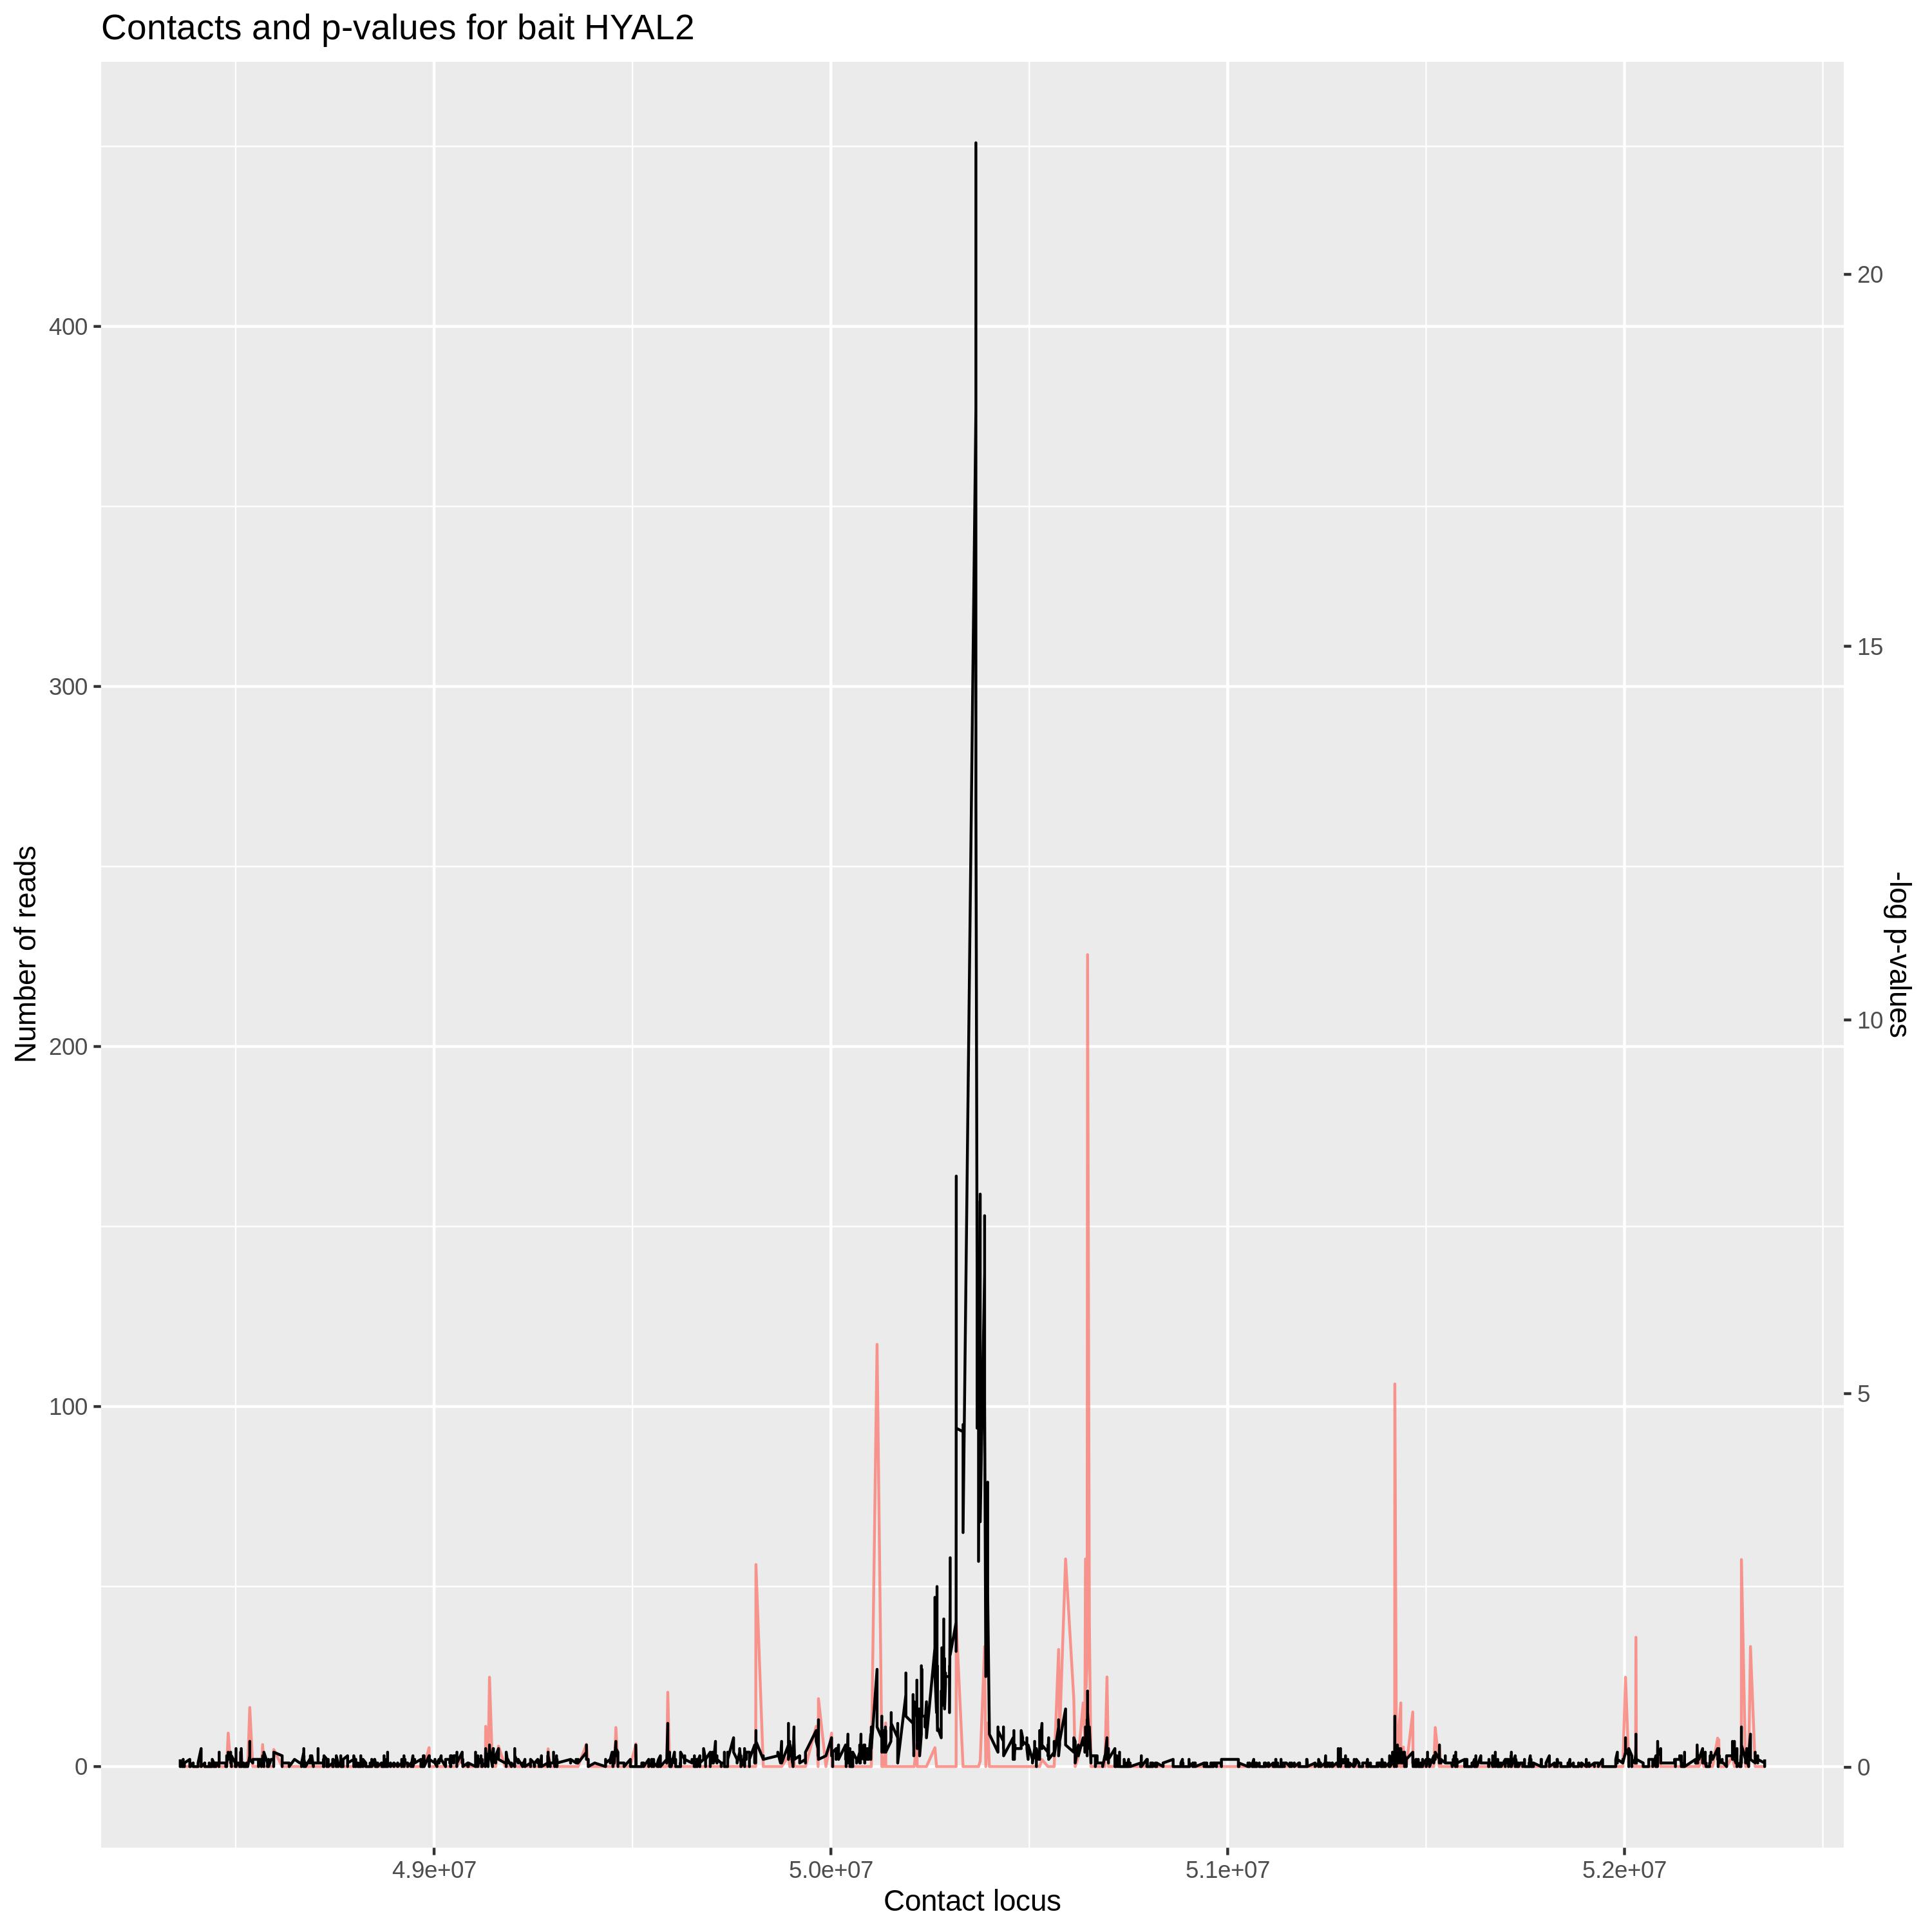 Contacts and p-values for bait HYAL2
400
300
200
100
0
20
15
10
5
0
Number of reads
-log p-values
4.9e+07 5.0e+07 5.1e+07 5.2e+07
Contact locus